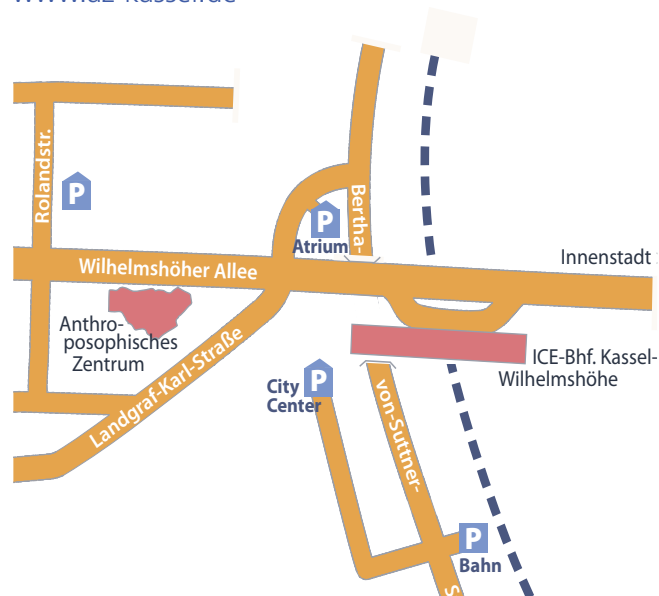 Rolandstr.
P
P
Atrium
Bertha-
Innenstadt
Wilhelmshöher Allee
Anthro-
posophisches
Zentrum
Landgraf-Karl-Straße
ICE-Bhf. Kassel-
Wilhelmshöhe
P
City
Center
von-Suttner-
P
Bahn
S